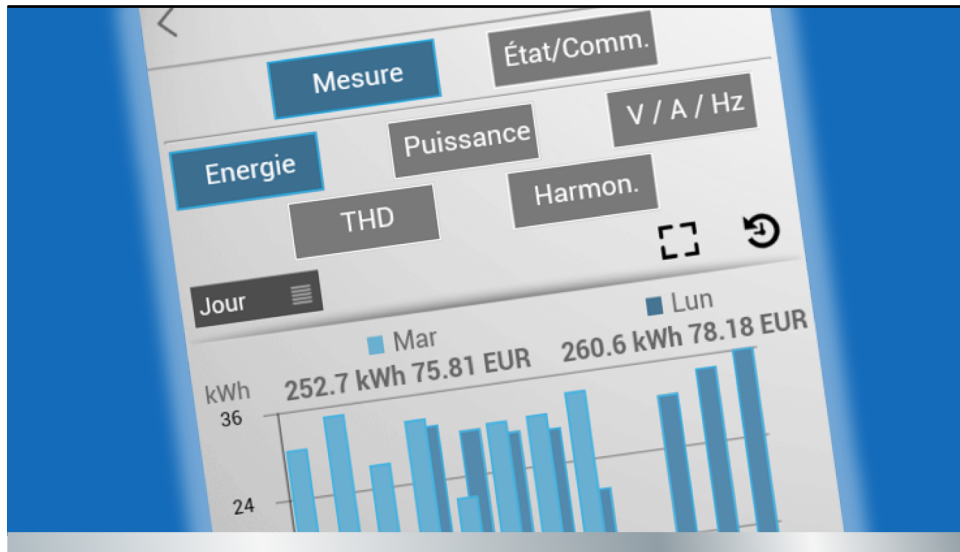 Mesure
État/Comm.
Energie
Puissance
V / A / Hz
THD
Harmon.
Jour
Mar
Lun
252.7 kWh 75.81 EUR
260.6 kWh 78.18 EUR
kWh
36
24